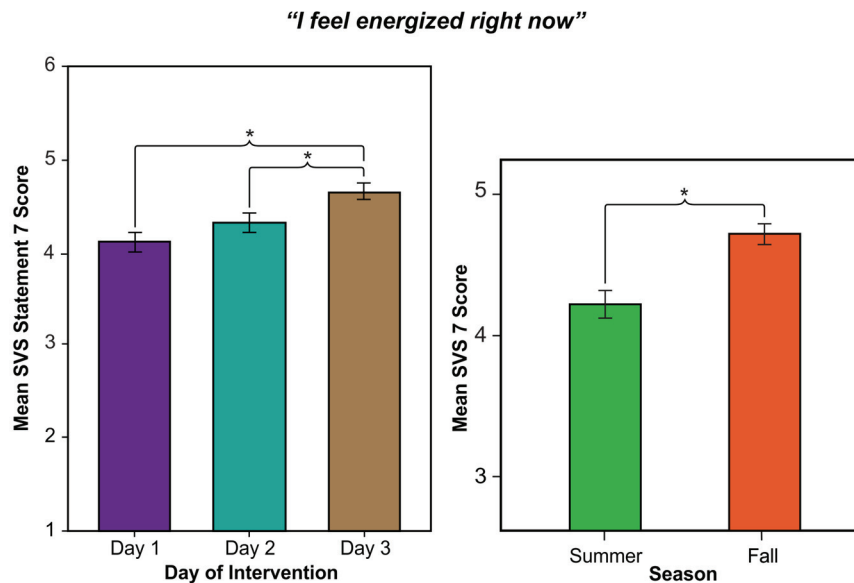 “I feel energized right now”
Mean SVS Statement 7 Score
6
5
4
3
2
1
*
*
Day 1 Day 2 Day 3
Day of Intervention
Mean SVS 7 Score
5
4
3
*
Summer Fall
Season